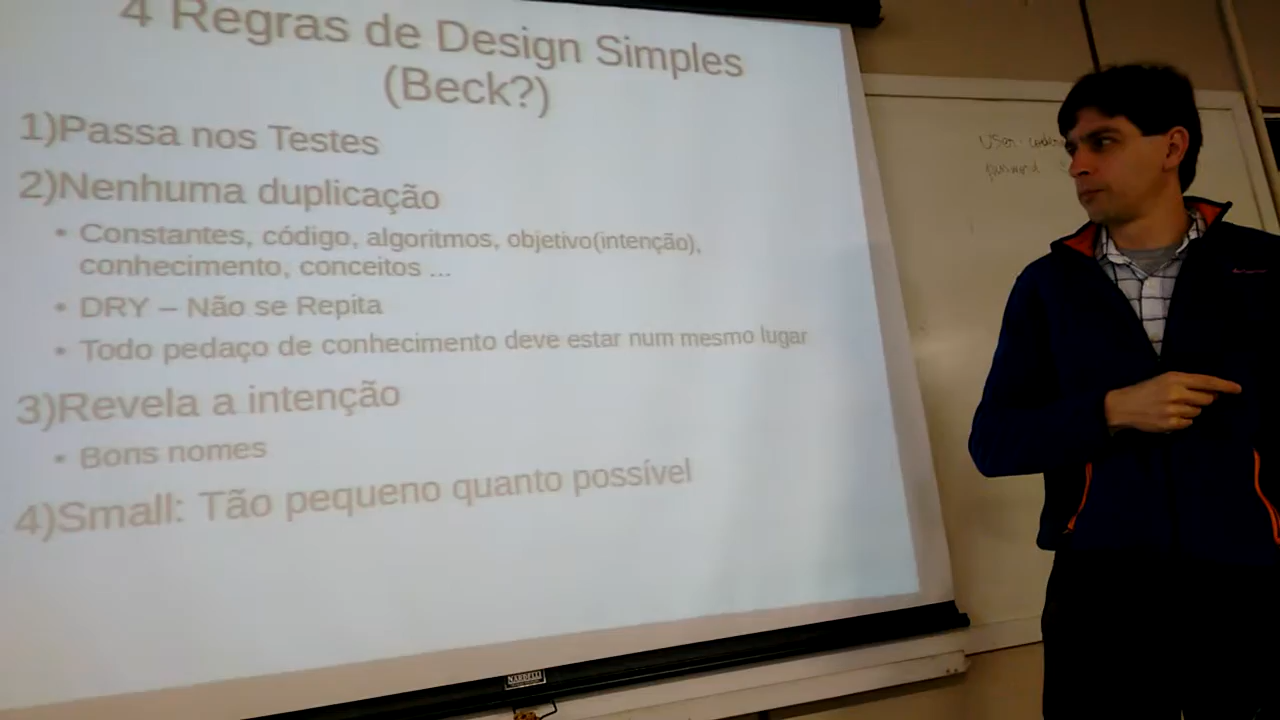 4 Regras de Design Simples
(Beck?)
1)Passa nos Testes
2)Nenhuma duplicação
• Constantes, código, algoritmos, objetivo(intenção),
conhecimento, conceitos ...
• DRY – Não se Repita
• Todo pedaço de conhecimento deve estar num mesmo lugar
3)Revela a intenção
• Bons nomes
4)Small: Tão pequeno quanto possível
User
NARDELLI